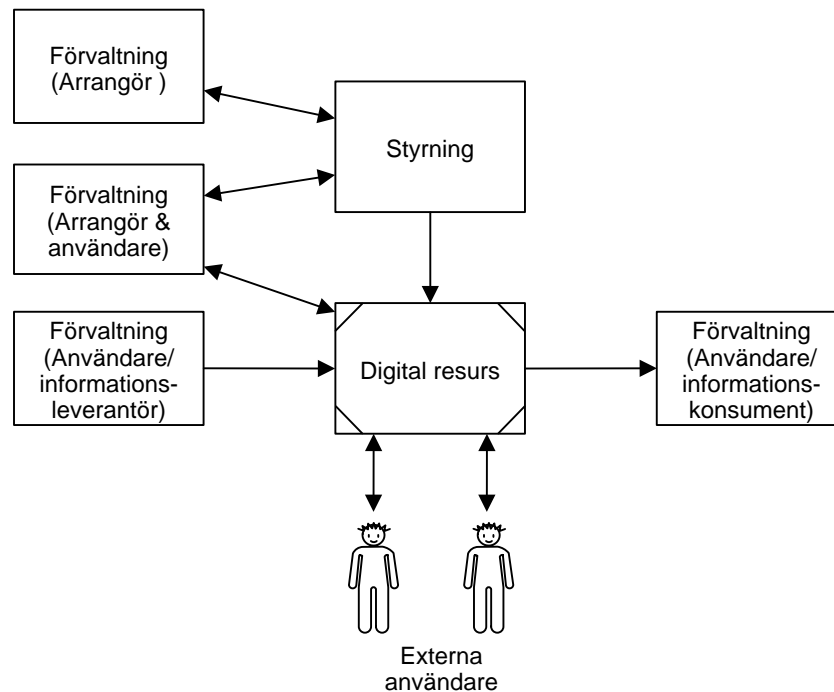 Förvaltning
(Arrangör )
Styrning
Förvaltning
(Arrangör &
användare)
Förvaltning
(Användare/
informations-
leverantör)
Digital resurs
Förvaltning
(Användare/
informations-
konsument)
Externa
användare